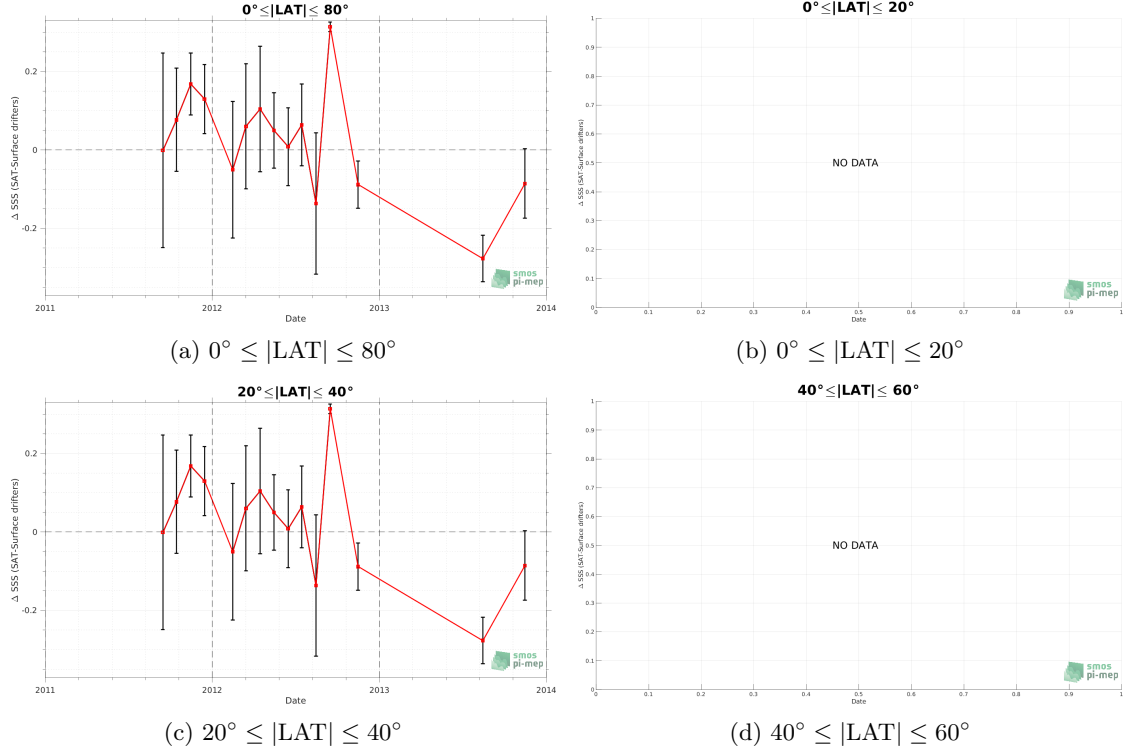 0°≤|LAT|≤ 80°
Δ SSS (SAT-Surface drifters)
0.2
0
-0.2
2011
2012
2013
2014
Date
smos
pi-mep
(a) 0° ≤ |LAT| ≤ 80°
0°≤|LAT|≤ 20°
Δ SSS (SAT-Surface drifters)
1
0.9
0.8
0.7
0.6
0.5
0.4
0.3
0.2
0.1
0
NO DATA
0
0.1
0.2
0.3
0.4
0.5
0.6
0.7
0.8
0.9
1
Date
smos
pi-mep
(b) 0° ≤ |LAT| ≤ 20°
20°≤|LAT|≤ 40°
Δ SSS (SAT-Surface drifters)
0.2
0
-0.2
2011
2012
2013
2014
Date
smos
pi-mep
(c) 20° ≤ |LAT| ≤ 40°
40°≤|LAT|≤ 60°
Δ SSS (SAT-Surface drifters)
1
0.9
0.8
0.7
0.6
0.5
0.4
0.3
0.2
0.1
0
NO DATA
0
0.1
0.2
0.3
0.4
0.5
0.6
0.7
0.8
0.9
1
Date
smos
pi-mep
(d) 40° ≤ |LAT| ≤ 60°